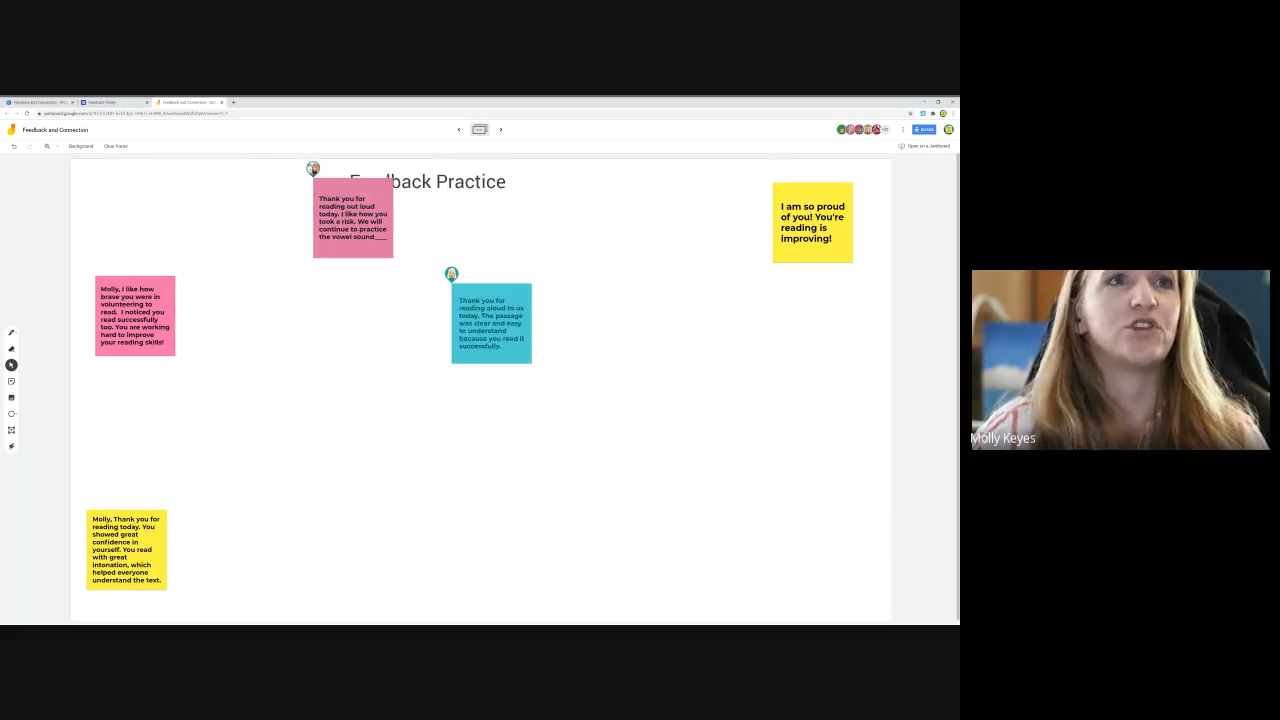 Feedback and Connection
SHARE
Background
Clear frame
Open on a Jamboard
Feedback Practice
Thank you for
reading out loud
today. I like how you
took a risk. We will
continue to practice
the vowel sound____
I am so proud
of you! You're
reading is
improving!
Molly, I like how
brave you were in
volunteering to
read. I noticed you
read successfully
too. You are working
hard to improve
your reading skills!
Thank you for
reading aloud to us
today. The passage
was clear and easy
to understand
because you read it
successfully.
Molly Keyes
Molly, Thank you for
reading today. You
showed great
confidence in
yourself. You read
with great
intonation, which
helped everyone
understand the text.